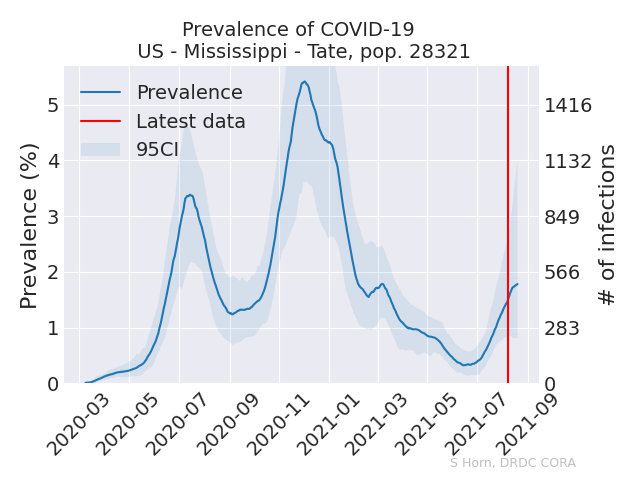 Prevalence of COVID-19
US - Mississippi - Tate, pop. 28321
Prevalence
Latest data
95CI
Prevalence (%)
5
4
3
2
1
0
1416
1132
849
566
283
0
# of infections
2020-03
2020-05
2020-07
2020-09
2020-11
2021-01
2021-03
2021-05
2021-07
2021-09
S Horn, DRDC CORA